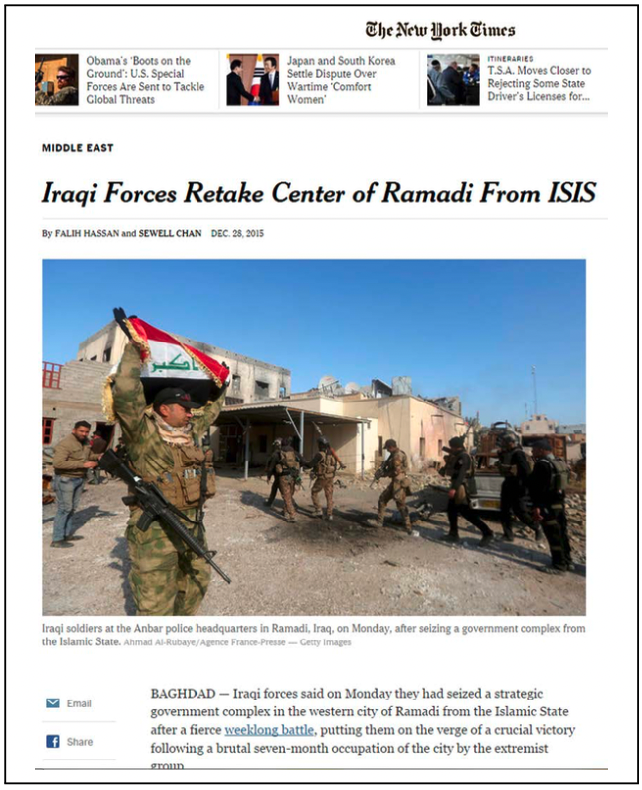 The New York Times
Obama's 'Boots on the
Ground': U.S. Special
Forces Are Sent to Tackle
Global Threats
Japan and South Korea
Settle Dispute Over
Wartime 'Comfort
Women'
ITINERARIES
T.S.A. Moves Closer to
Rejecting Some State
Driver's Licenses for...
MIDDLE EAST
Iraqi Forces Retake Center of Ramadi From ISIS
By FALIH HASSAN and SEWELL CHAN DEC. 28, 2015
اكبر
Iraqi soldiers at the Anbar police headquarters in Ramadi, Iraq, on Monday, after seizing a government complex from
the Islamic State. Ahmad Al-Rubaye/Agence France-Presse — Getty Images
Email
Share
BAGHDAD — Iraqi forces said on Monday they had seized a strategic
government complex in the western city of Ramadi from the Islamic State
after a fierce weeklong battle, putting them on the verge of a crucial victory
following a brutal seven-month occupation of the city by the extremist
group